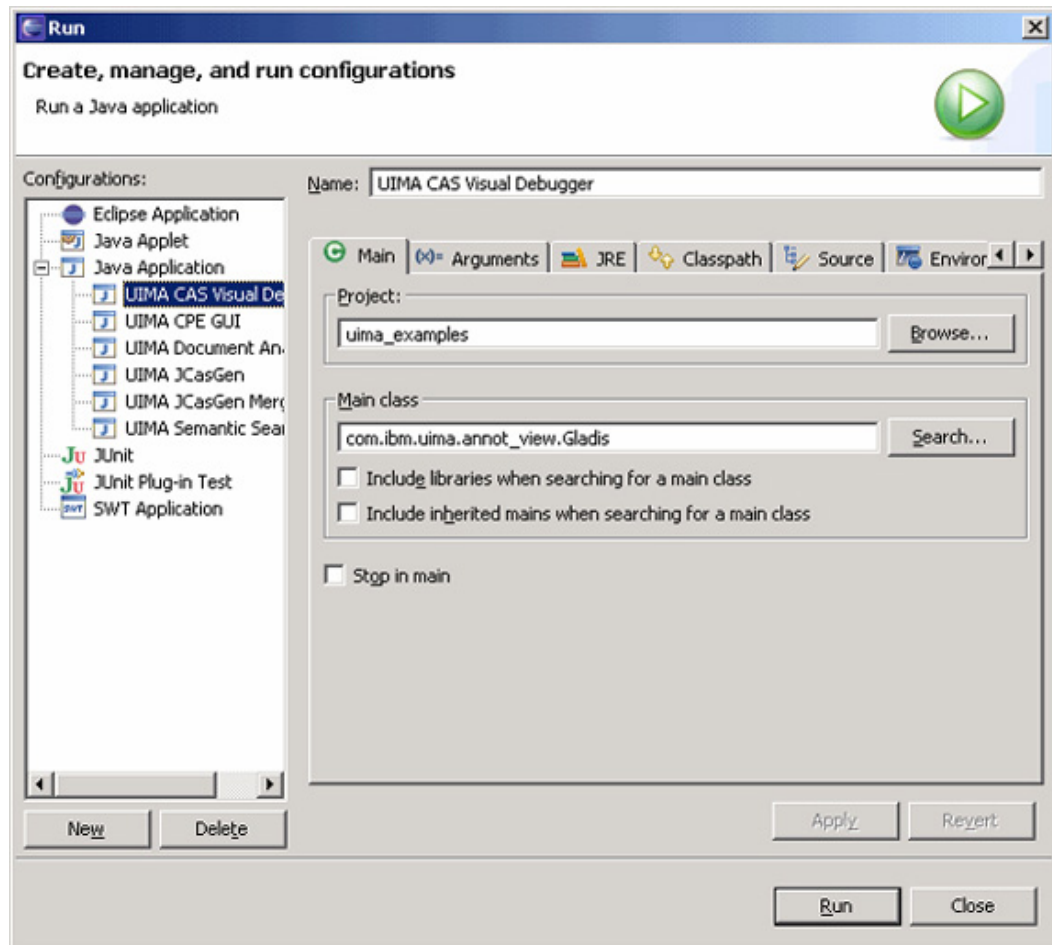 Run
Create, manage, and run configurations
Run a Java application
Configurations:
Eclipse Application
Java Applet
Java Application
UIMA CAS Visual De
UIMA CPE GUI
UIMA Document An
UIMA JCasGen
UIMA JCasGen Merg
UIMA Semantic Sear
JUnit
JUnit Plug-in Test
SWT Application
New Delete
Name: UIMA CAS Visual Debugger
Main (x)= Arguments JRE Classpath Source Environ
Project:
uima_examples Browse...
Main class
com.ibm.uima.annot_view.Gladis Search...
Include libraries when searching for a main class
Include inherited mains when searching for a main class
Stop in main
Apply Revert
Run Close